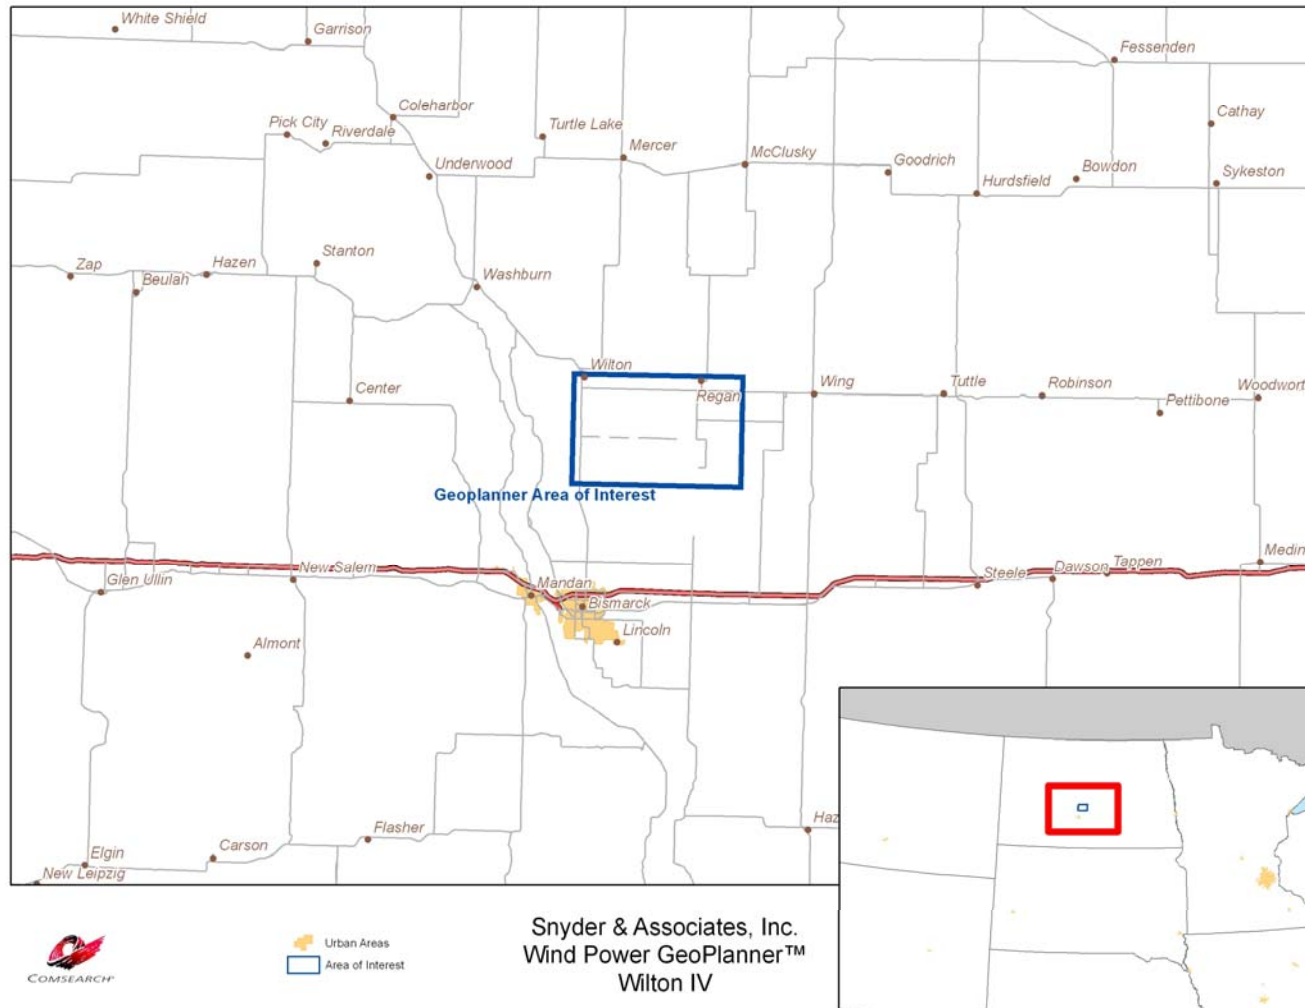 White Shield
Garrison
Fessenden
Coleharbor
Cathay
Pick City
Riverdale
Turtle Lake
Mercer
McClusky
Goodrich
Bowdon
Underwood
Sykeston
Hurdsfield
Stanton
Zap
Hazen
Beulah
Washburn
Wilton
Center
Regan
Wing
Tuttle
Robinson
Woodwort
Pettibone
Geoplanner Area of Interest
Medin
Glen Ullin
New Salem
Mandan
Steele
Dawson
Tappen
Bismarck
Lincoln
Almont
Haz
Flasher
Elgin
Carson
New Leipzig
COMSEARCH
Urban Areas
Area of Interest
Snyder & Associates, Inc.
Wind Power GeoPlanner™
Wilton IV